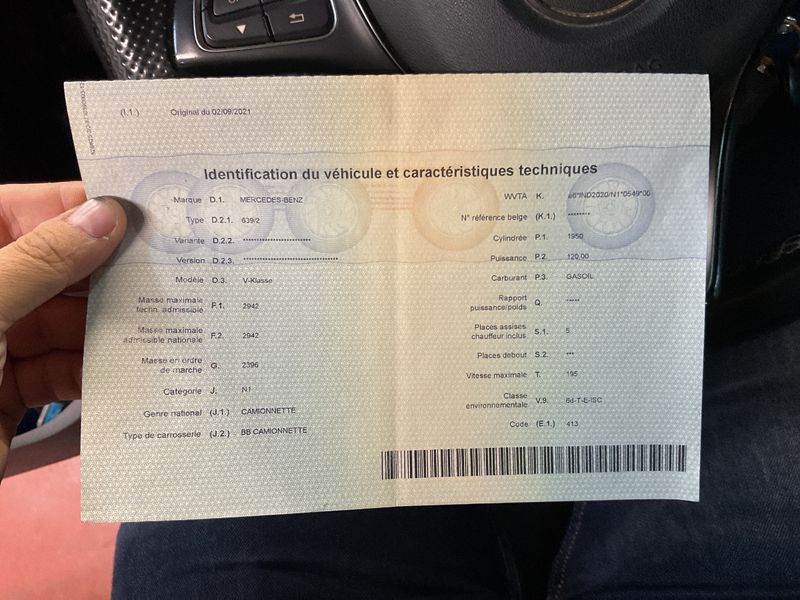 (I.1) Original du 02/09/2021
Identification du véhicule et caractéristiques techniques
Marque D.1. MERCEDES-BENZ
Type D.2.1. 639/2
Variante D.2.2. **********************
Version D.2.3. *******************************
Modèle D.3. V-Klasse
Masse maximale
techn. admissible F.1. 2942
Masse maximale
admissible nationale F.2. 2942
Masse en ordre
de marche G. 2396
Catégorie J. N1
Genre national (J.1) CAMIONNETTE
Type de carrosserie (J.2) BB CAMIONNETTE
WVTA K. e6*IND2020/N1*0549*00
N° référence belge (K.1) ********
Cylindrée P.1. 1950
Puissance P.2. 120.00
Carburant P.3. GASOIL
Rapport
puissance/poids Q. *****
Places assises
chauffeur inclus S.1. 5
Places debout S.2. ***
Vitesse maximale T. 195
Classe
environnementale V.9. 6d-T-E-ISC
Code (E.1) 413